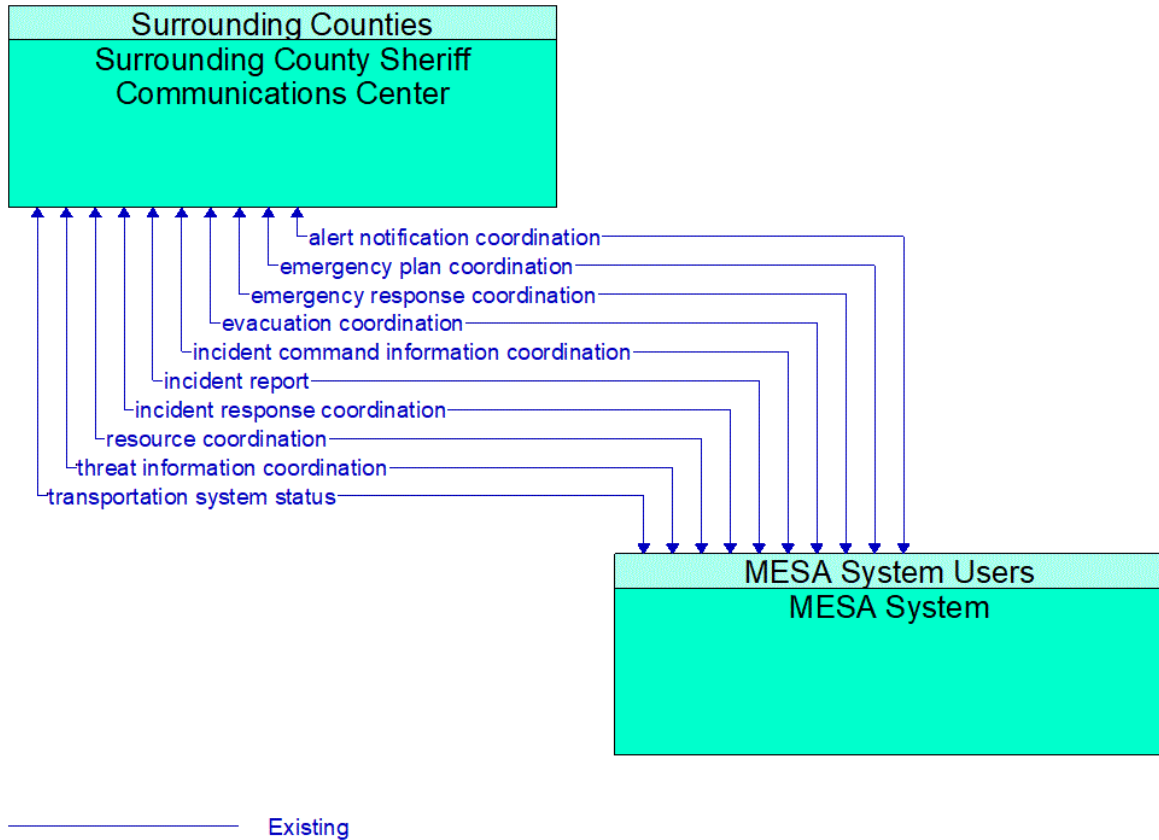 Surrounding Counties
Surrounding County Sheriff
Communications Center
alert notification coordination
emergency plan coordination
emergency response coordination
evacuation coordination
incident command information coordination
incident report
incident response coordination
resource coordination
threat information coordination
transportation system status
MESA System Users
MESA System
Existing